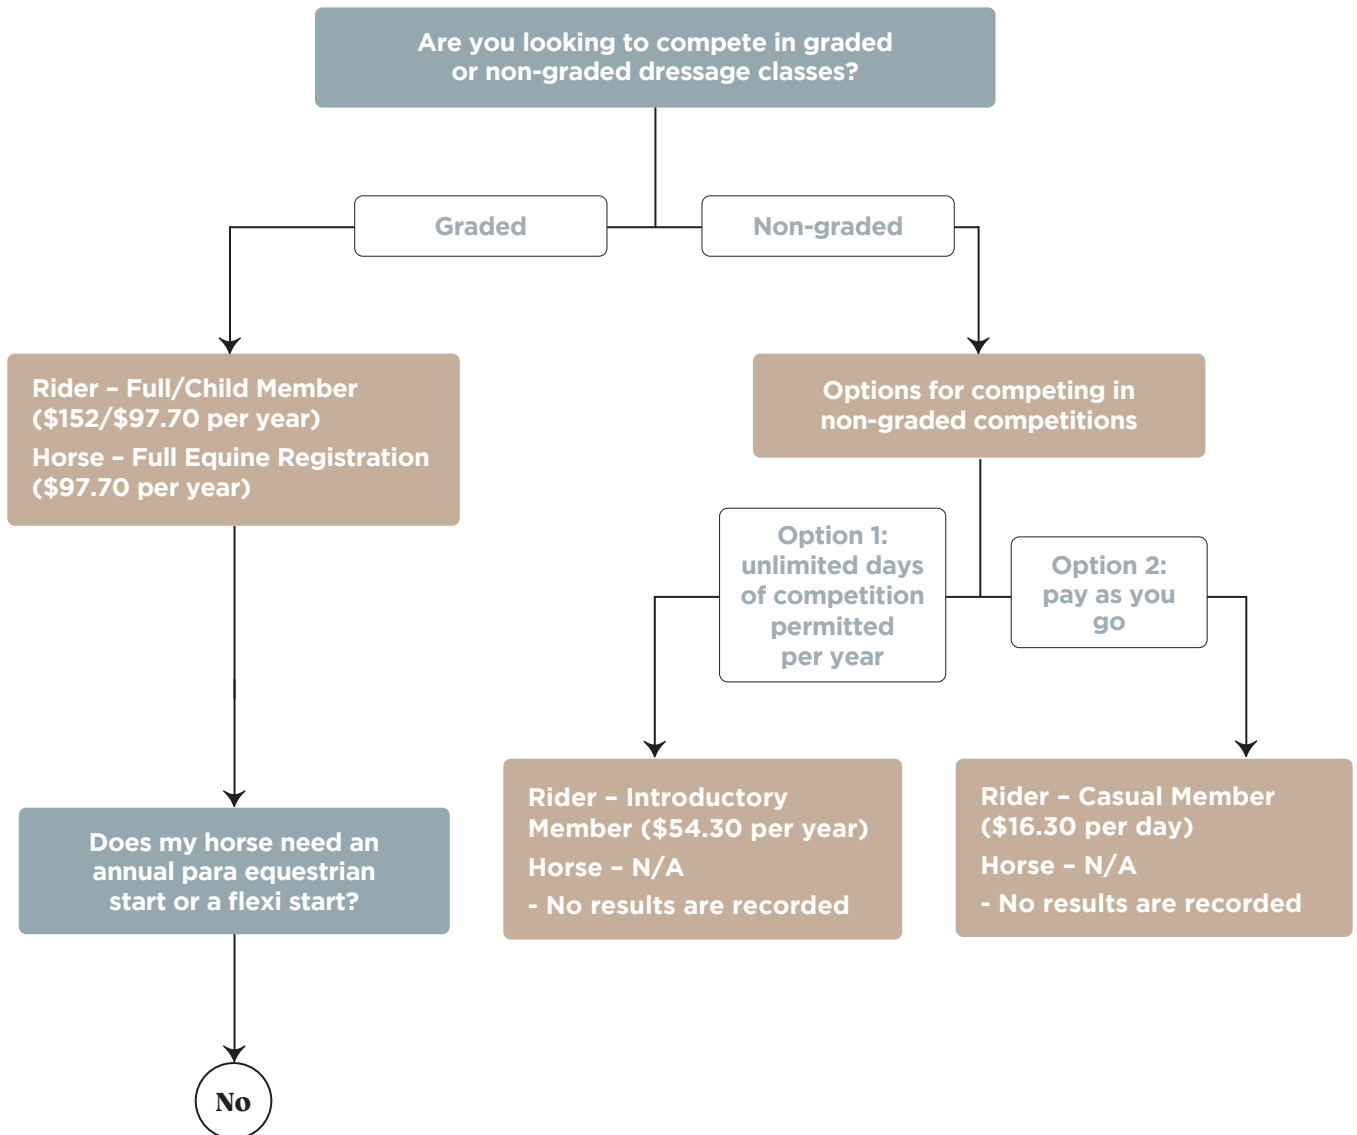 Are you looking to compete in graded
or non-graded dressage classes?
Graded
Non-graded
Rider – Full/Child Member
($152/$97.70 per year)
Horse – Full Equine Registration
($97.70 per year)
Options for competing in
non-graded competitions
Option 1:
unlimited days
of competition
permitted
per year
Option 2:
pay as you
go
Rider – Introductory
Member ($54.30 per year)
Horse – N/A
- No results are recorded
Rider – Casual Member
($16.30 per day)
Horse – N/A
- No results are recorded
Does my horse need an
annual para equestrian
start or a flexi start?
No